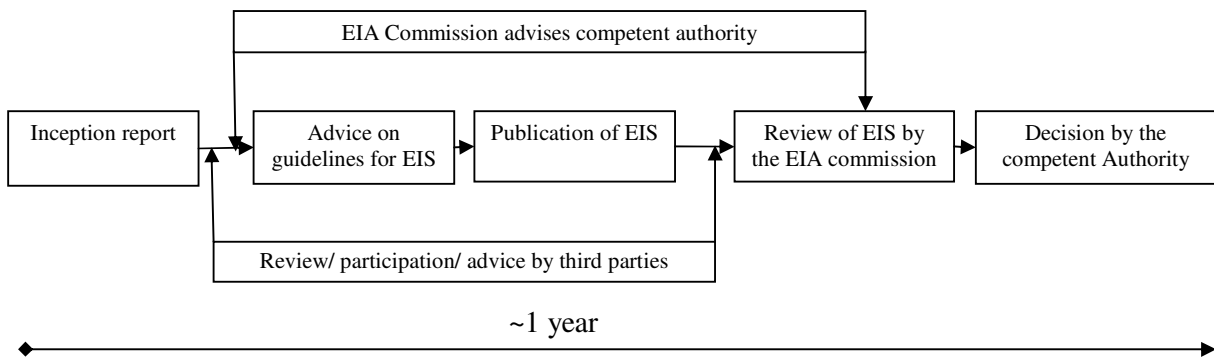 EIA Commission advises competent authority
Inception report
Advice on
guidelines for EIS
Publication of EIS
Review of EIS by
the EIA commission
Decision by the
competent Authority
Review/ participation/ advice by third parties
~1 year